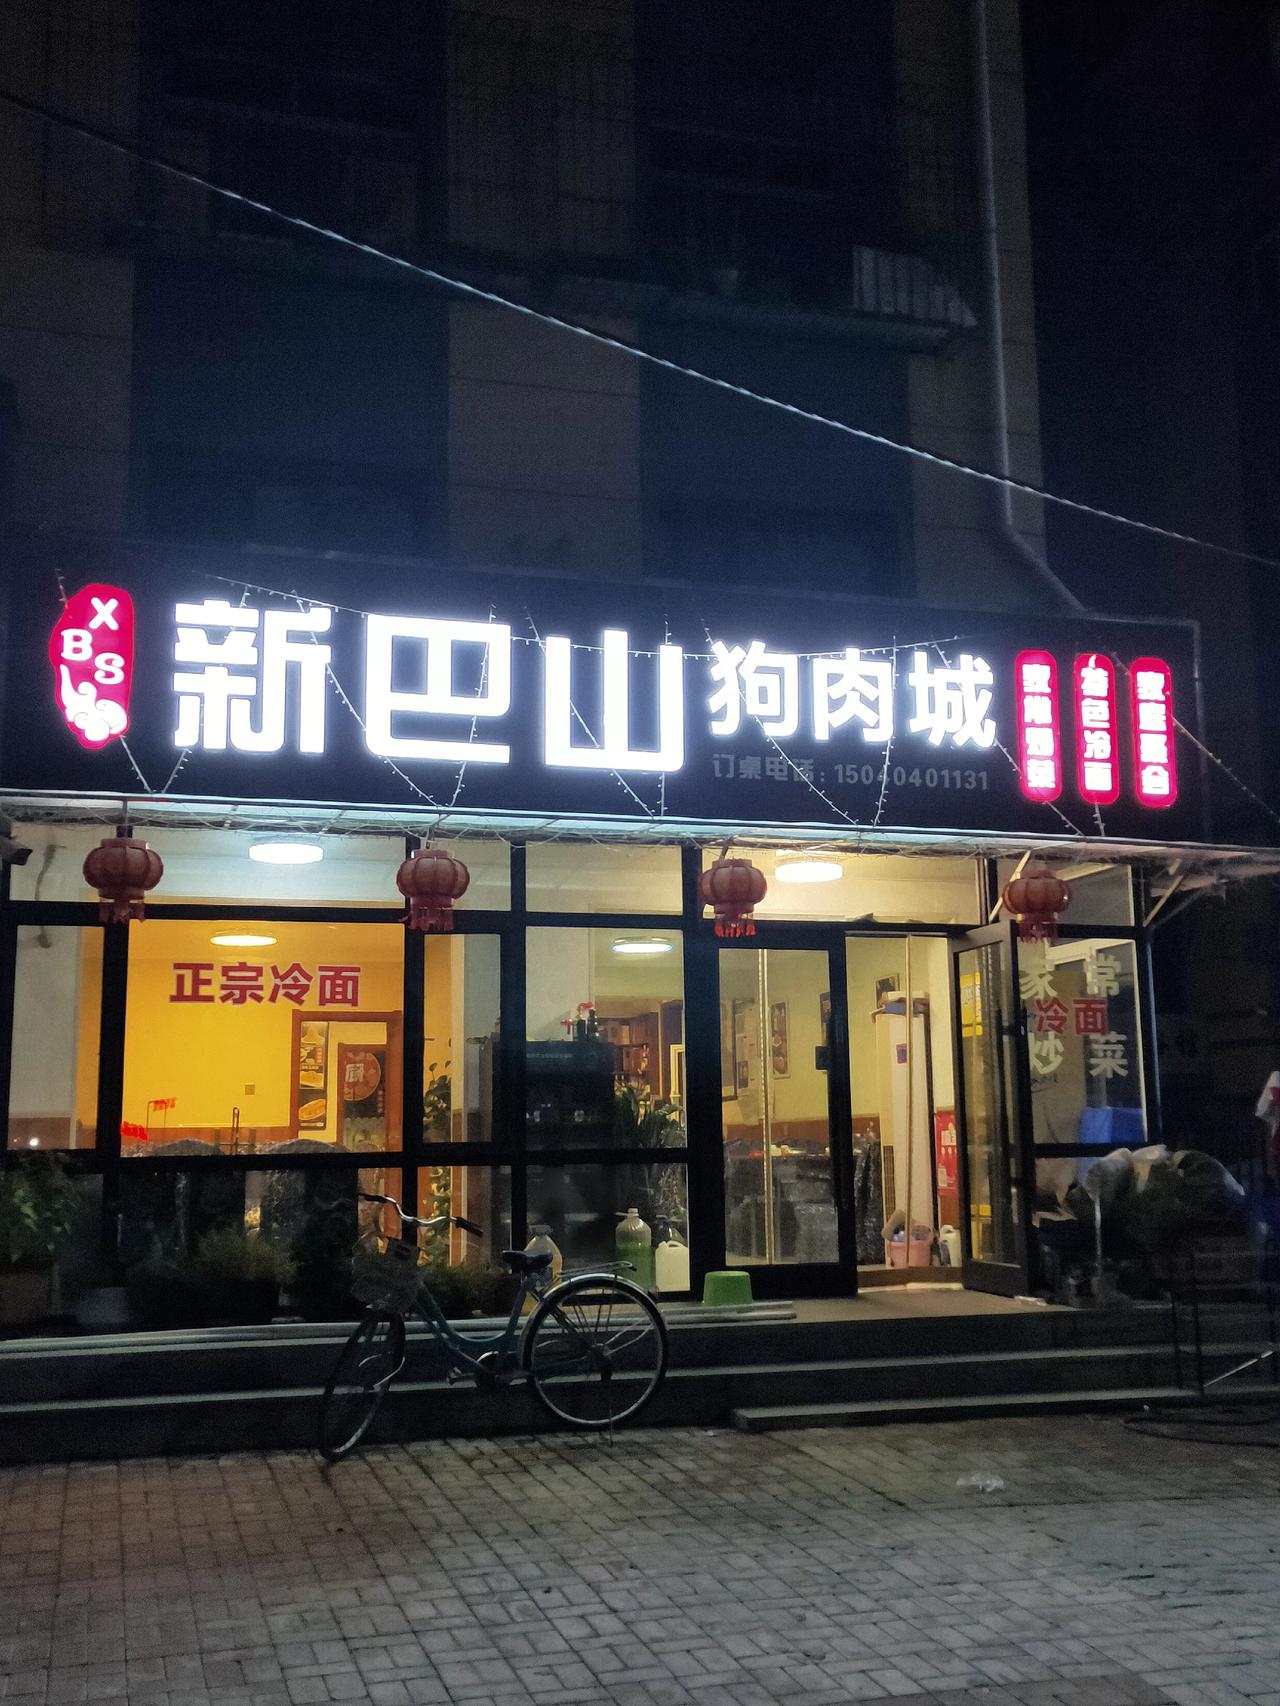 X
B S
新巴山狗肉城
订桌电话：15040401131
家常炒菜
特色冷面
家庭聚会
正宗冷面
家常
冷面
炒菜
厨